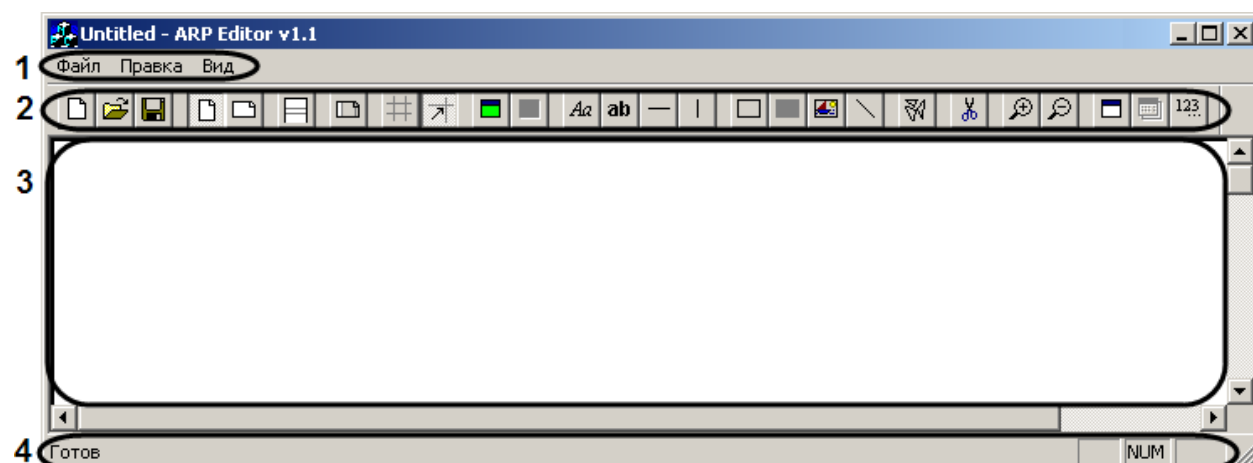 Untitled - ARP Editor v1.1
1 Файл Правка Вид
2 Aa ab 123
3
4 Готов NUM